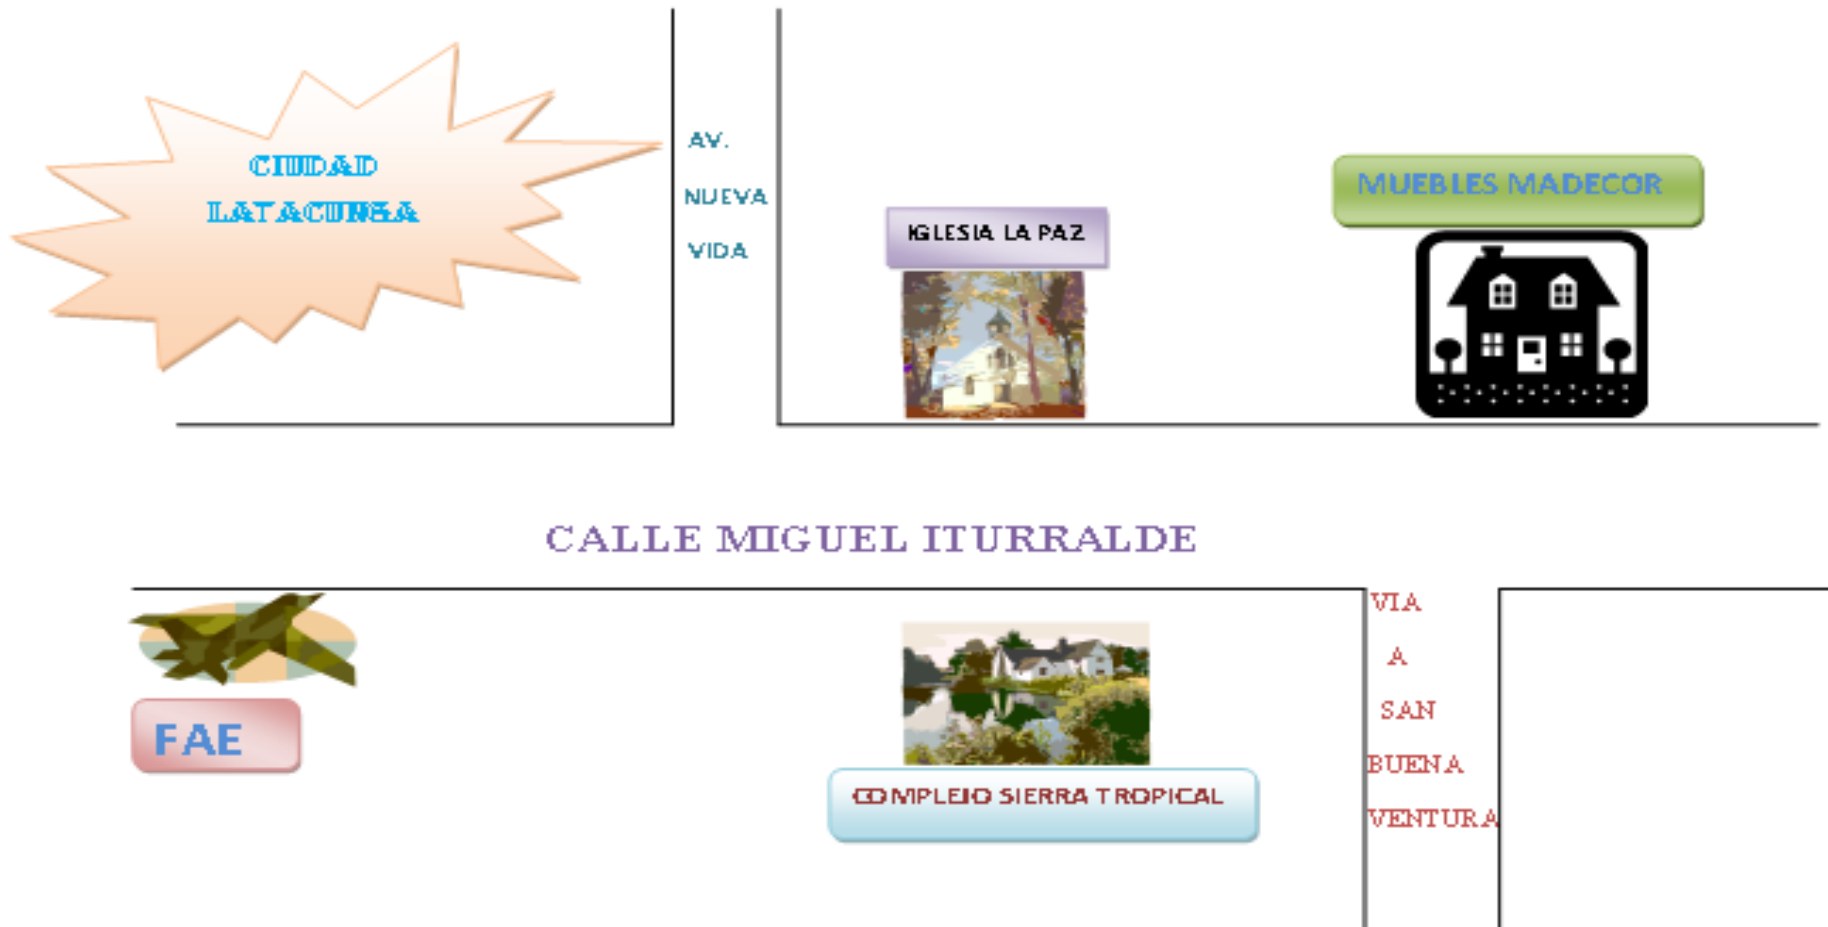 CIUDAD
LATACUNGA
AV.
NUEVA
VIDA
IGLESIA LA PAZ
MUEBLES MADECOR
CALLE MIGUEL ITURRALDE
FAE
COMPLEJO SIERRA TROPICAL
VIA
A
SAN
BUENA
VENTURA